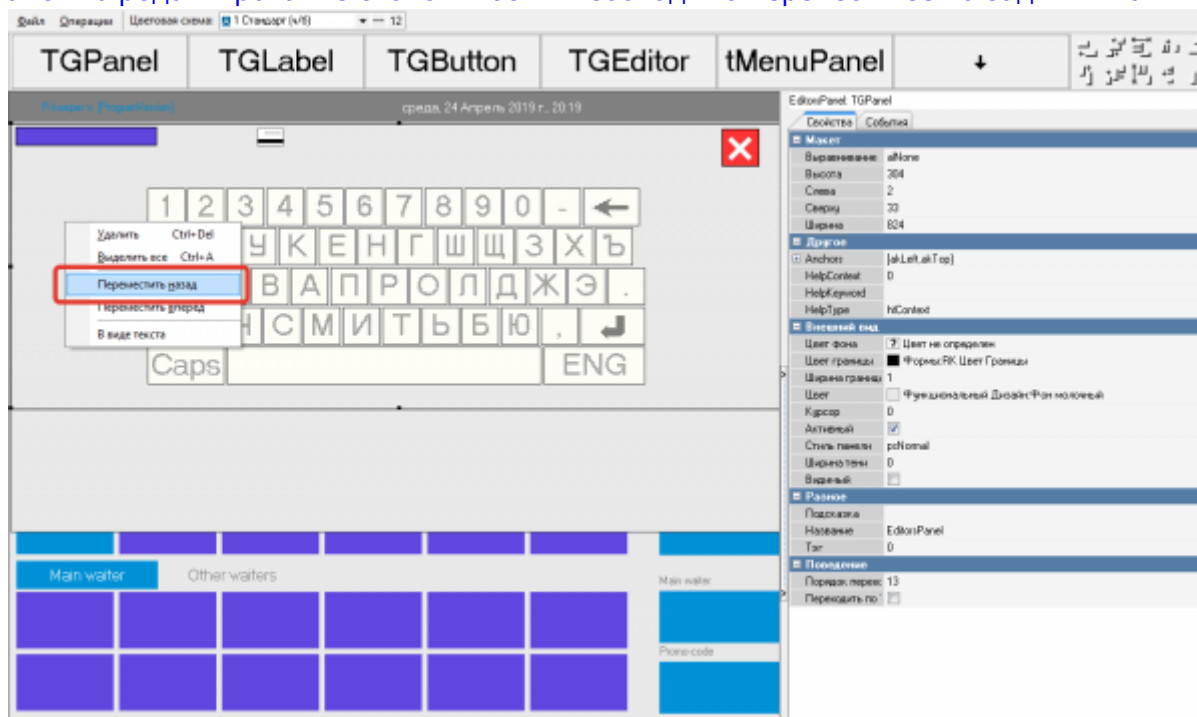 Файл Операции Цветовая схема: 1 Стандарт (ч/б) 12
TGPanel TGLabel TGButton TGEditor tMenuPanel
среда, 24 Апрель 2019 г., 20:19
EditorsPanel: TGPanel
Свойства События
Макет
Выравнивание alNone
Высота 304
Слева 2
Сверху 33
Ширина 824
Другое
Anchors [akLeft,akTop]
HelpContext 0
HelpKeyword
HelpType htContext
Внешний вид
Цвет фона ? Цвет не определен
Цвет границы Формы:RK Цвет Границы
Ширина границы 1
Цвет Функциональный Дизайн:Фон молочный
Курсор 0
Активный
Стиль панели psNormal
Ширина тени 0
Видимый
Разное
Подсказка
Название EditorsPanel
Тэг 0
Поведение
Порядок перек 13
Переходить по
1 2 3 4 5 6 7 8 9 0 -
У К Е Н Г Ш Щ З Х Ъ
В А П Р О Л Д Ж Э .
С М И Т Ь Б Ю ,
Caps ENG
Удалить Ctrl+Del
Выделить все Ctrl+A
Переместить назад
Переместить вперед
В виде текста
Main waiter Other waiters
Main waiter
Promo-code